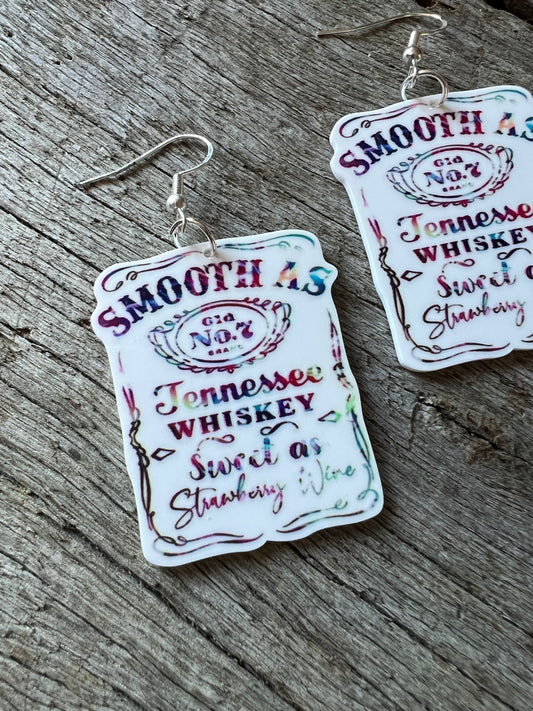 SMOOTH AS
Old
No.7
BRAND
Tennessee
WHISKEY
Sweet as
Strawberry Wine
SMOOTH AS
Old
No.7
BRAND
Tennessee
WHISKEY
Sweet a
Strawberry